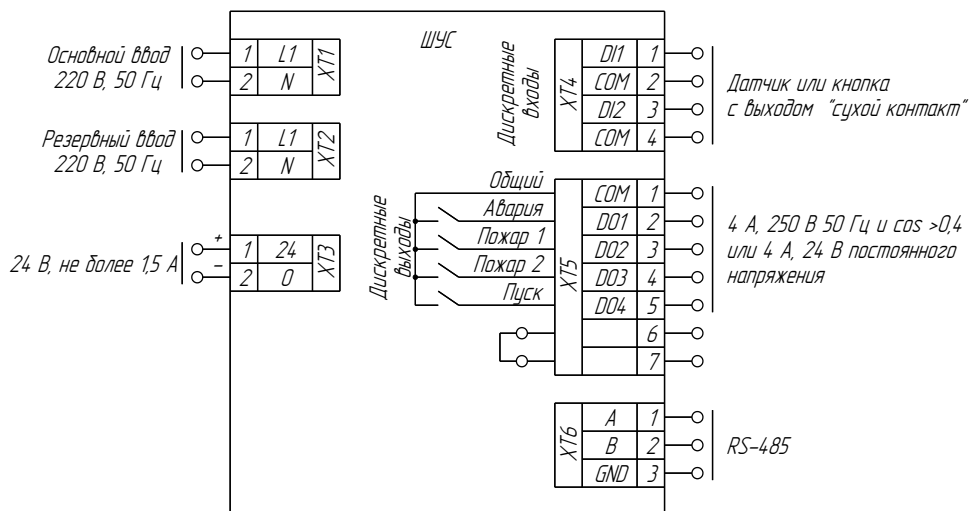 ШУС
Основной ввод
220 В, 50 Гц
1 L1
2 N
XT1
Резервный ввод
220 В, 50 Гц
1 L1
2 N
XT2
24 В, не более 1,5 А
+
−
1 24
2 0
XT3
Дискретные
входы
XT4
DI1 1
COM 2
DI2 3
COM 4
Датчик или кнопка
с выходом "сухой контакт"
Дискретные
выходы
Общий
Авария
Пожар 1
Пожар 2
Пуск
XT5
COM 1
DO1 2
DO2 3
DO3 4
DO4 5
6
7
4 А, 250 В 50 Гц и cos >0,4
или 4 А, 24 В постоянного
напряжения
XT6
A 1
B 2
GND 3
RS-485